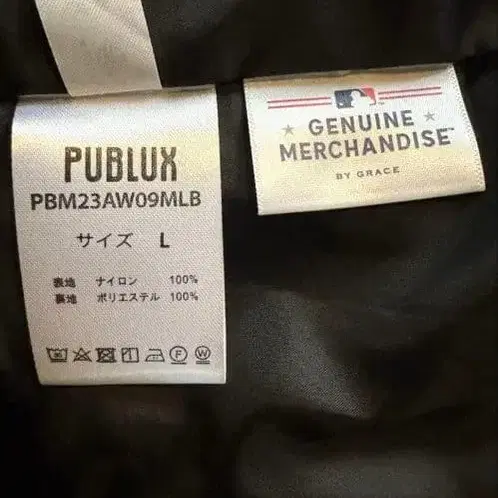 PUBLUX
PBM23AW09MLB
サイズ L
表地 ナイロン 100%
裏地 ポリエステル 100%
F W
GENUINE
MERCHANDISE™
BY GRACE